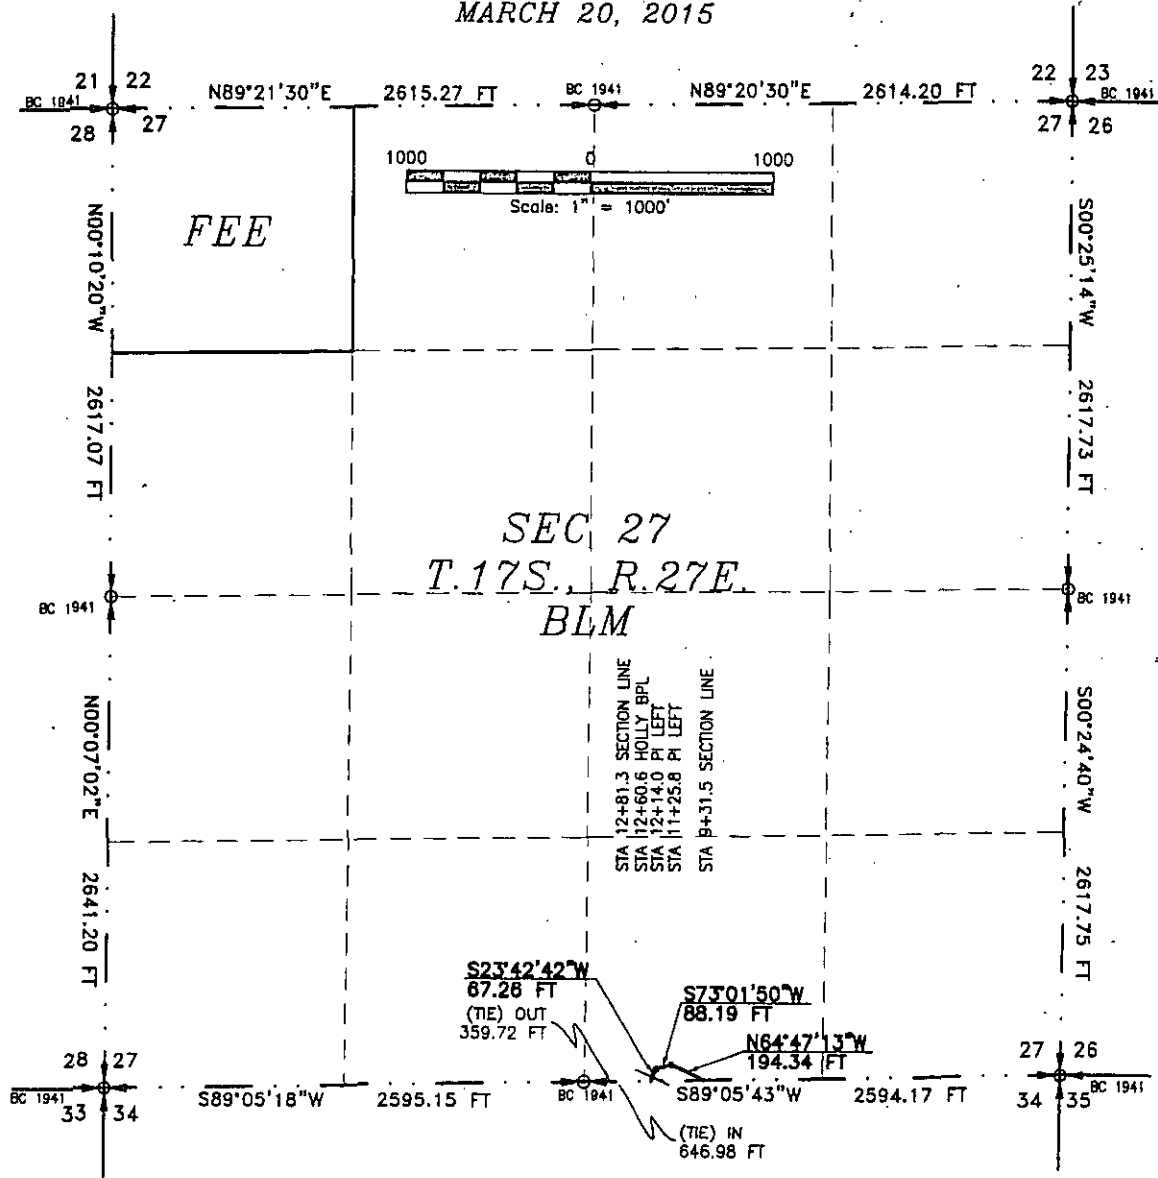 MARCH 20, 2015
21 22
BC 1941
28 27
N89°21'30"E 2615.27 FT
BC 1941
N89°20'30"E 2614.20 FT
22 23
BC 1941
27 26
1000 0 1000
Scale: 1" = 1000'
FEE
N00°10'20"W
2617.07 FT
S00°25'14"W
2617.73 FT
SEC 27
T.17S., R.27E.
BLM
BC 1941
BC 1941
N00°07'02"E
2641.20 FT
S00°24'40"W
2617.75 FT
STA 12+81.3 SECTION LINE
STA 12+60.6 HOLLY BPL
STA 12+14.0 PI LEFT
STA 11+25.8 PI LEFT
STA 9+31.5 SECTION LINE
S23°42'42"W
67.26 FT
(TIE) OUT
359.72 FT
S73°01'50"W
88.19 FT
N64°47'13"W
194.34 FT
28 27
BC 1941
33 34
S89°05'18"W 2595.15 FT
BC 1941
S89°05'43"W 2594.17 FT
27 26
BC 1941
34 35
(TIE) IN
646.98 FT